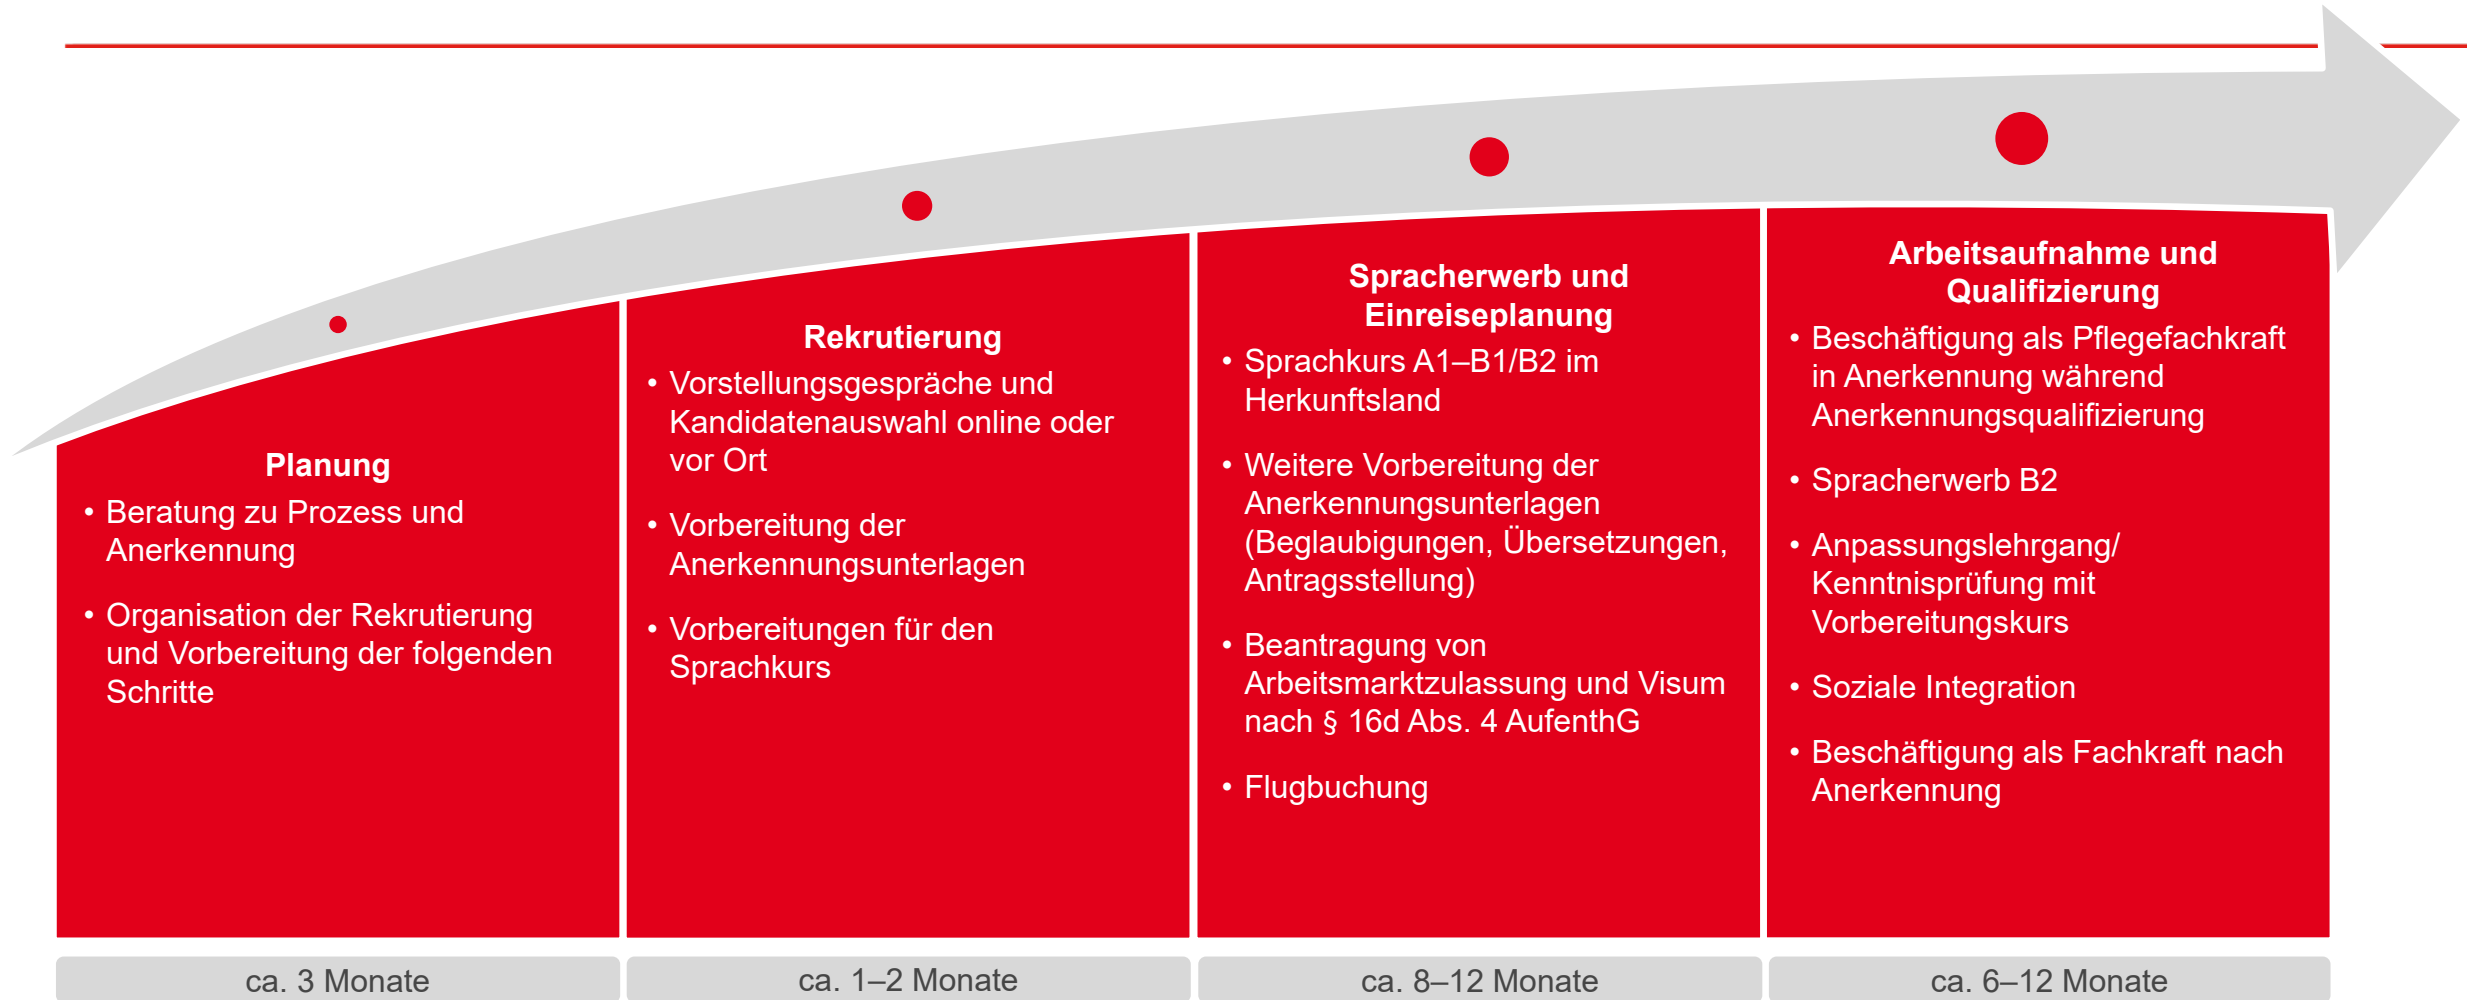 Planung
• Beratung zu Prozess und
Anerkennung
• Organisation der Rekrutierung
und Vorbereitung der folgenden
Schritte
ca. 3 Monate
Rekrutierung
• Vorstellungsgespräche und
Kandidatenauswahl online oder
vor Ort
• Vorbereitung der
Anerkennungsunterlagen
• Vorbereitungen für den
Sprachkurs
ca. 1–2 Monate
Spracherwerb und
Einreiseplanung
• Sprachkurs A1–B1/B2 im
Herkunftsland
• Weitere Vorbereitung der
Anerkennungsunterlagen
(Beglaubigungen, Übersetzungen,
Antragsstellung)
• Beantragung von
Arbeitsmarktzulassung und Visum
nach § 16d Abs. 4 AufenthG
• Flugbuchung
ca. 8–12 Monate
Arbeitsaufnahme und
Qualifizierung
• Beschäftigung als Pflegefachkraft
in Anerkennung während
Anerkennungsqualifizierung
• Spracherwerb B2
• Anpassungslehrgang/
Kenntnisprüfung mit
Vorbereitungskurs
• Soziale Integration
• Beschäftigung als Fachkraft nach
Anerkennung
ca. 6–12 Monate